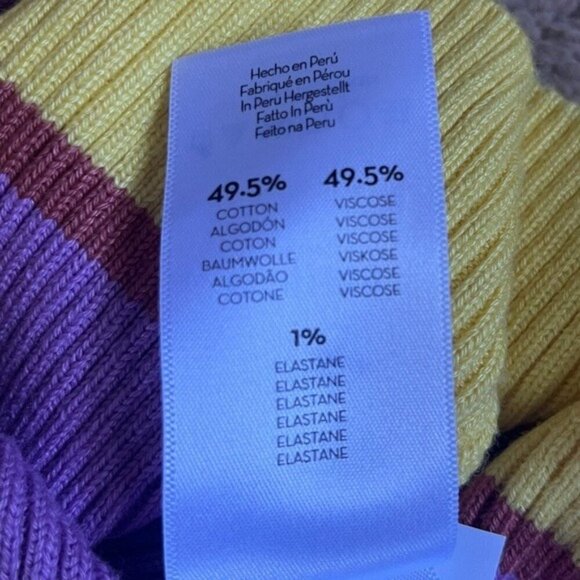 Hecho en Perú
Fabriqué en Pérou
In Peru Hergestellt
Fatto In Perù
Feito na Peru
49.5% 49.5%
COTTON VISCOSE
ALGODÓN VISCOSE
COTON VISCOSE
BAUMWOLLE VISKOSE
ALGODÃO VISCOSE
COTONE VISCOSE
1%
ELASTANE
ELASTANE
ELASTANE
ELASTANE
ELASTANE
ELASTANE